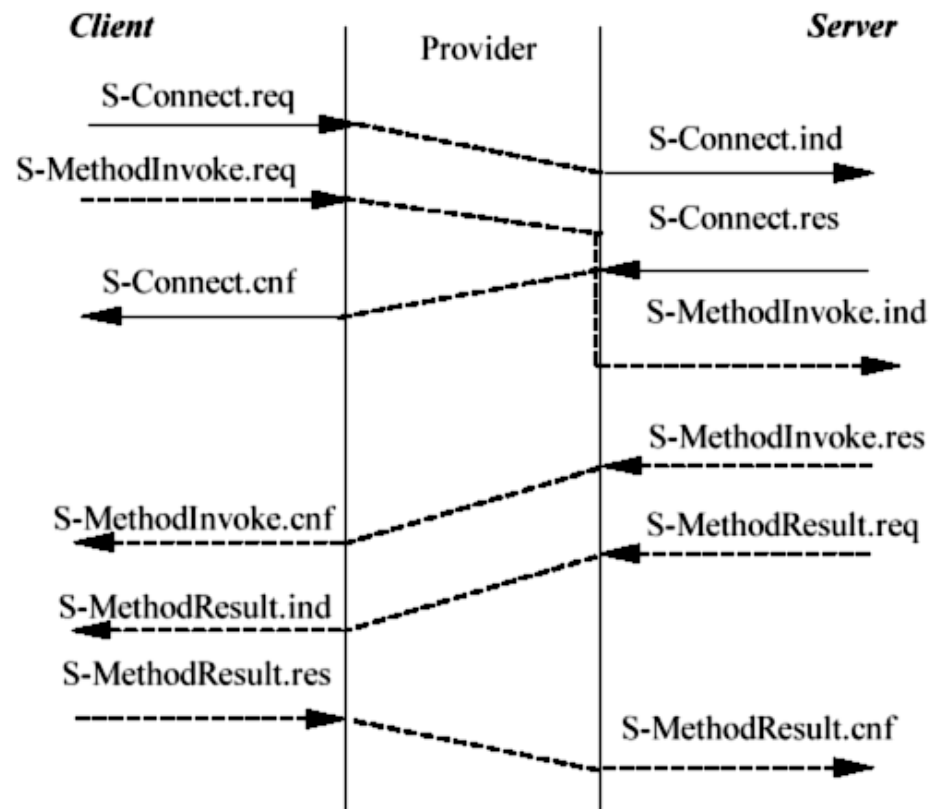 Client
Provider
Server
S-Connect.req
S-Connect.ind
S-MethodInvoke.req
S-Connect.res
S-Connect.cnf
S-MethodInvoke.ind
S-MethodInvoke.res
S-MethodInvoke.cnf
S-MethodResult.req
S-MethodResult.ind
S-MethodResult.res
S-MethodResult.cnf